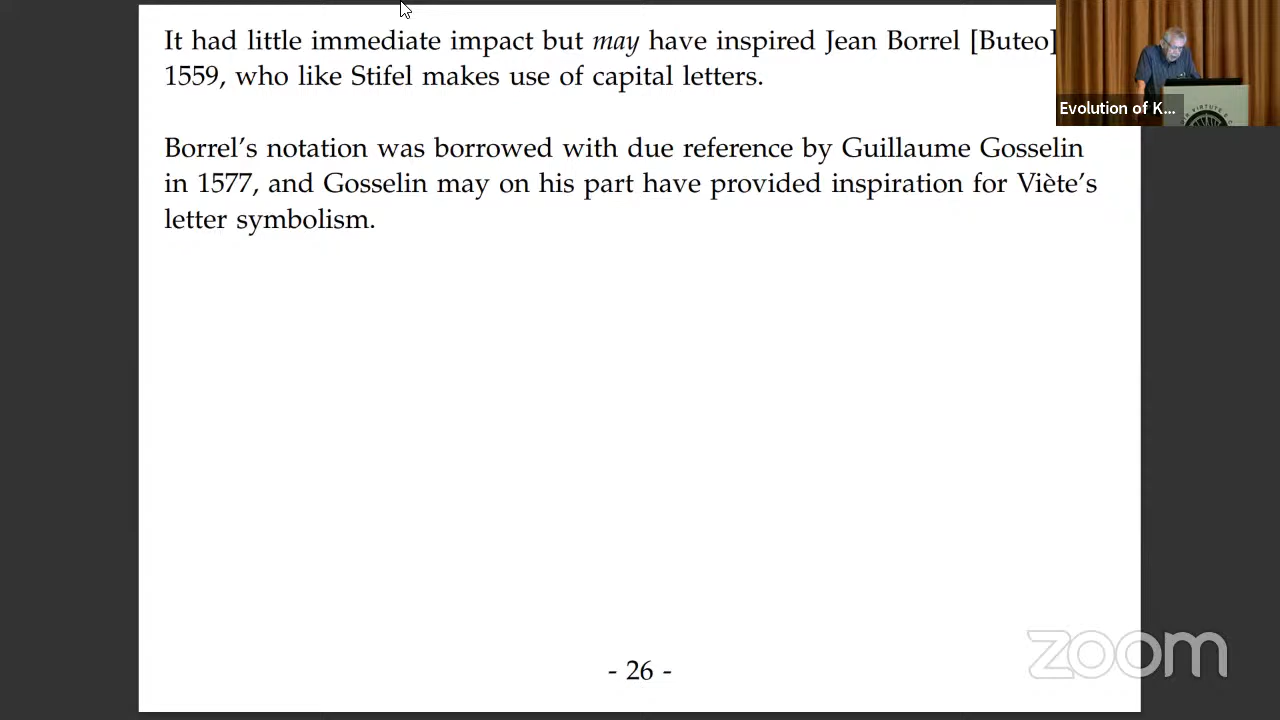 It had little immediate impact but may have inspired Jean Borrel [Buteo]
1559, who like Stifel makes use of capital letters.
Evolution of K...
Borrel's notation was borrowed with due reference by Guillaume Gosselin
in 1577, and Gosselin may on his part have provided inspiration for Viète's
letter symbolism.
- 26 -
zoom